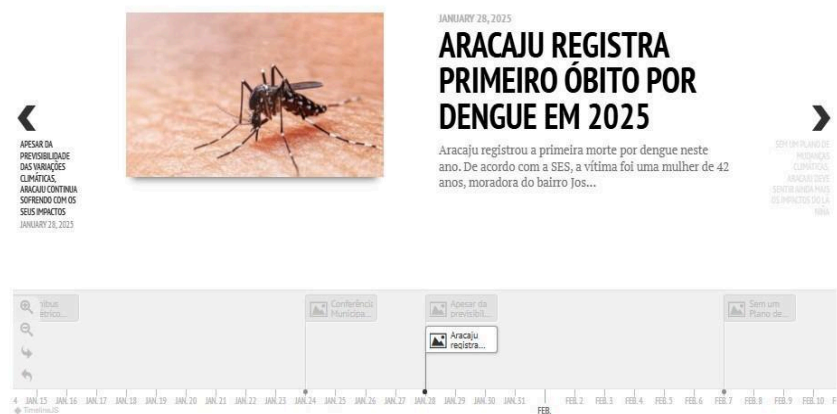 JANUARY 28, 2025
ARACAJU REGISTRA
PRIMEIRO ÓBITO POR
DENGUE EM 2025
Aracaju registrou a primeira morte por dengue neste
ano. De acordo com a SES, a vítima foi uma mulher de 42
anos, moradora do bairro Jos...
APESAR DA
PREVISIBILIDADE
DAS VARIAÇÕES
CLIMÁTICAS,
ARACAJU CONTINUA
SOFRENDO COM OS
SEUS IMPACTOS
JANUARY 28, 2025
SEM UM PLANO DE
MUDANÇAS
CLIMÁTICAS,
ARACAJU DEVE
SENTIR AINDA MAIS
OS IMPACTOS DO LA
NIÑA
Conferência
Municipa...
Apesar da
previsibil...
Sem um
Plano de...
Aracaju
registra...
4 JAN. 15 JAN. 16 JAN. 17 JAN. 18 JAN. 19 JAN. 20 JAN. 21 JAN. 22 JAN. 23 JAN. 24 JAN. 25 JAN. 26 JAN. 27 JAN. 28 JAN. 29 JAN. 30 JAN. 31 FEB. 2 FEB. 3 FEB. 4 FEB. 5 FEB. 6 FEB. 7 FEB. 8 FEB. 9 FEB. 10
FEB.
TimelineJS